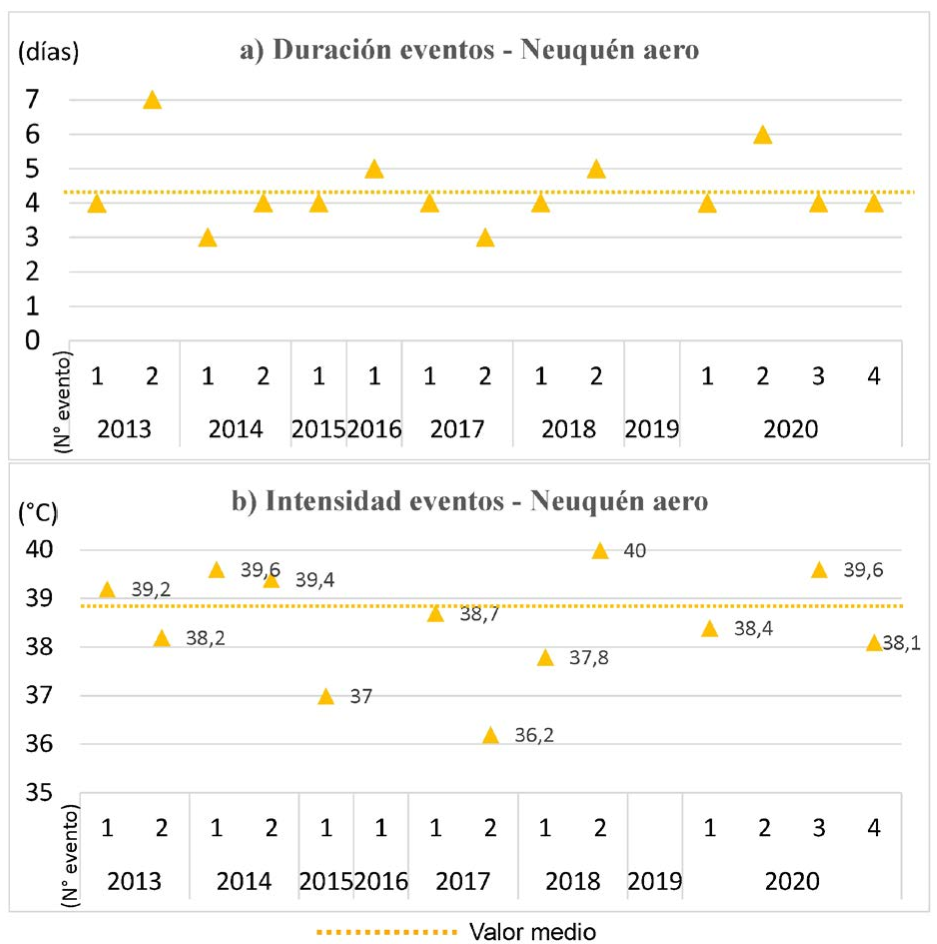 a) Duración eventos - Neuquén aero
(días)
7
6
5
4
3
2
1
0
(N° evento)
1 2 1 2 1 1 1 2 1 2 1 2 3 4
2013 2014 2015 2016 2017 2018 2019 2020
b) Intensidad eventos - Neuquén aero
(°C)
40
39
38
37
36
35
39,2
38,2
39,6
39,4
37
38,7
36,2
37,8
40
38,4
39,6
38,1
(N° evento)
1 2 1 2 1 1 1 2 1 2 1 2 3 4
2013 2014 2015 2016 2017 2018 2019 2020
Valor medio